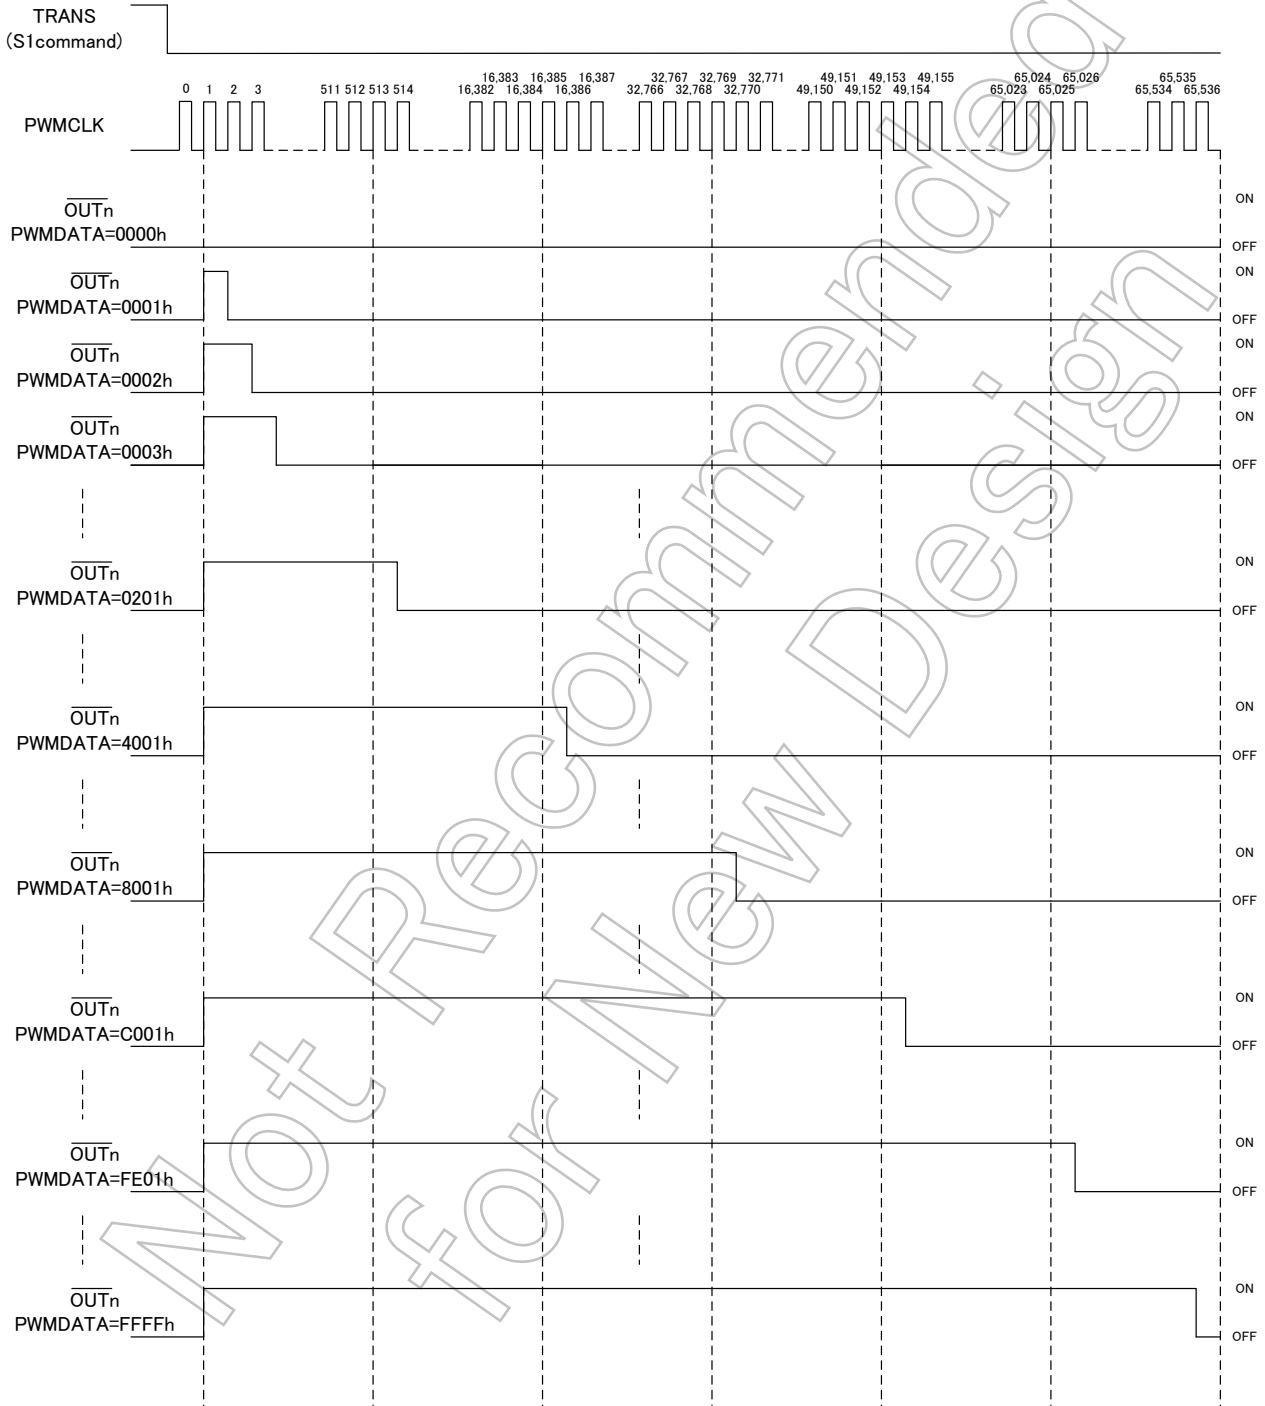 TRANS
(S1command)
16,383 16,385 16,387
32,767 32,769 32,771
49,151 49,153 49,155
65,024 65,026
65,535
0 1 2 3
511 512 513 514
16,382 16,384 16,386
32,766 32,768 32,770
49,150 49,152 49,154
65,023 65,025
65,534 65,536
PWMCLK
OUTn
PWMDATA=0000h
ON
OFF
OUTn
PWMDATA=0001h
ON
OFF
OUTn
PWMDATA=0002h
ON
OFF
OUTn
PWMDATA=0003h
ON
OFF
OUTn
PWMDATA=0201h
ON
OFF
OUTn
PWMDATA=4001h
ON
OFF
OUTn
PWMDATA=8001h
ON
OFF
OUTn
PWMDATA=C001h
ON
OFF
OUTn
PWMDATA=FE01h
ON
OFF
OUTn
PWMDATA=FFFFh
ON
OFF
Not Recommended
for New Design